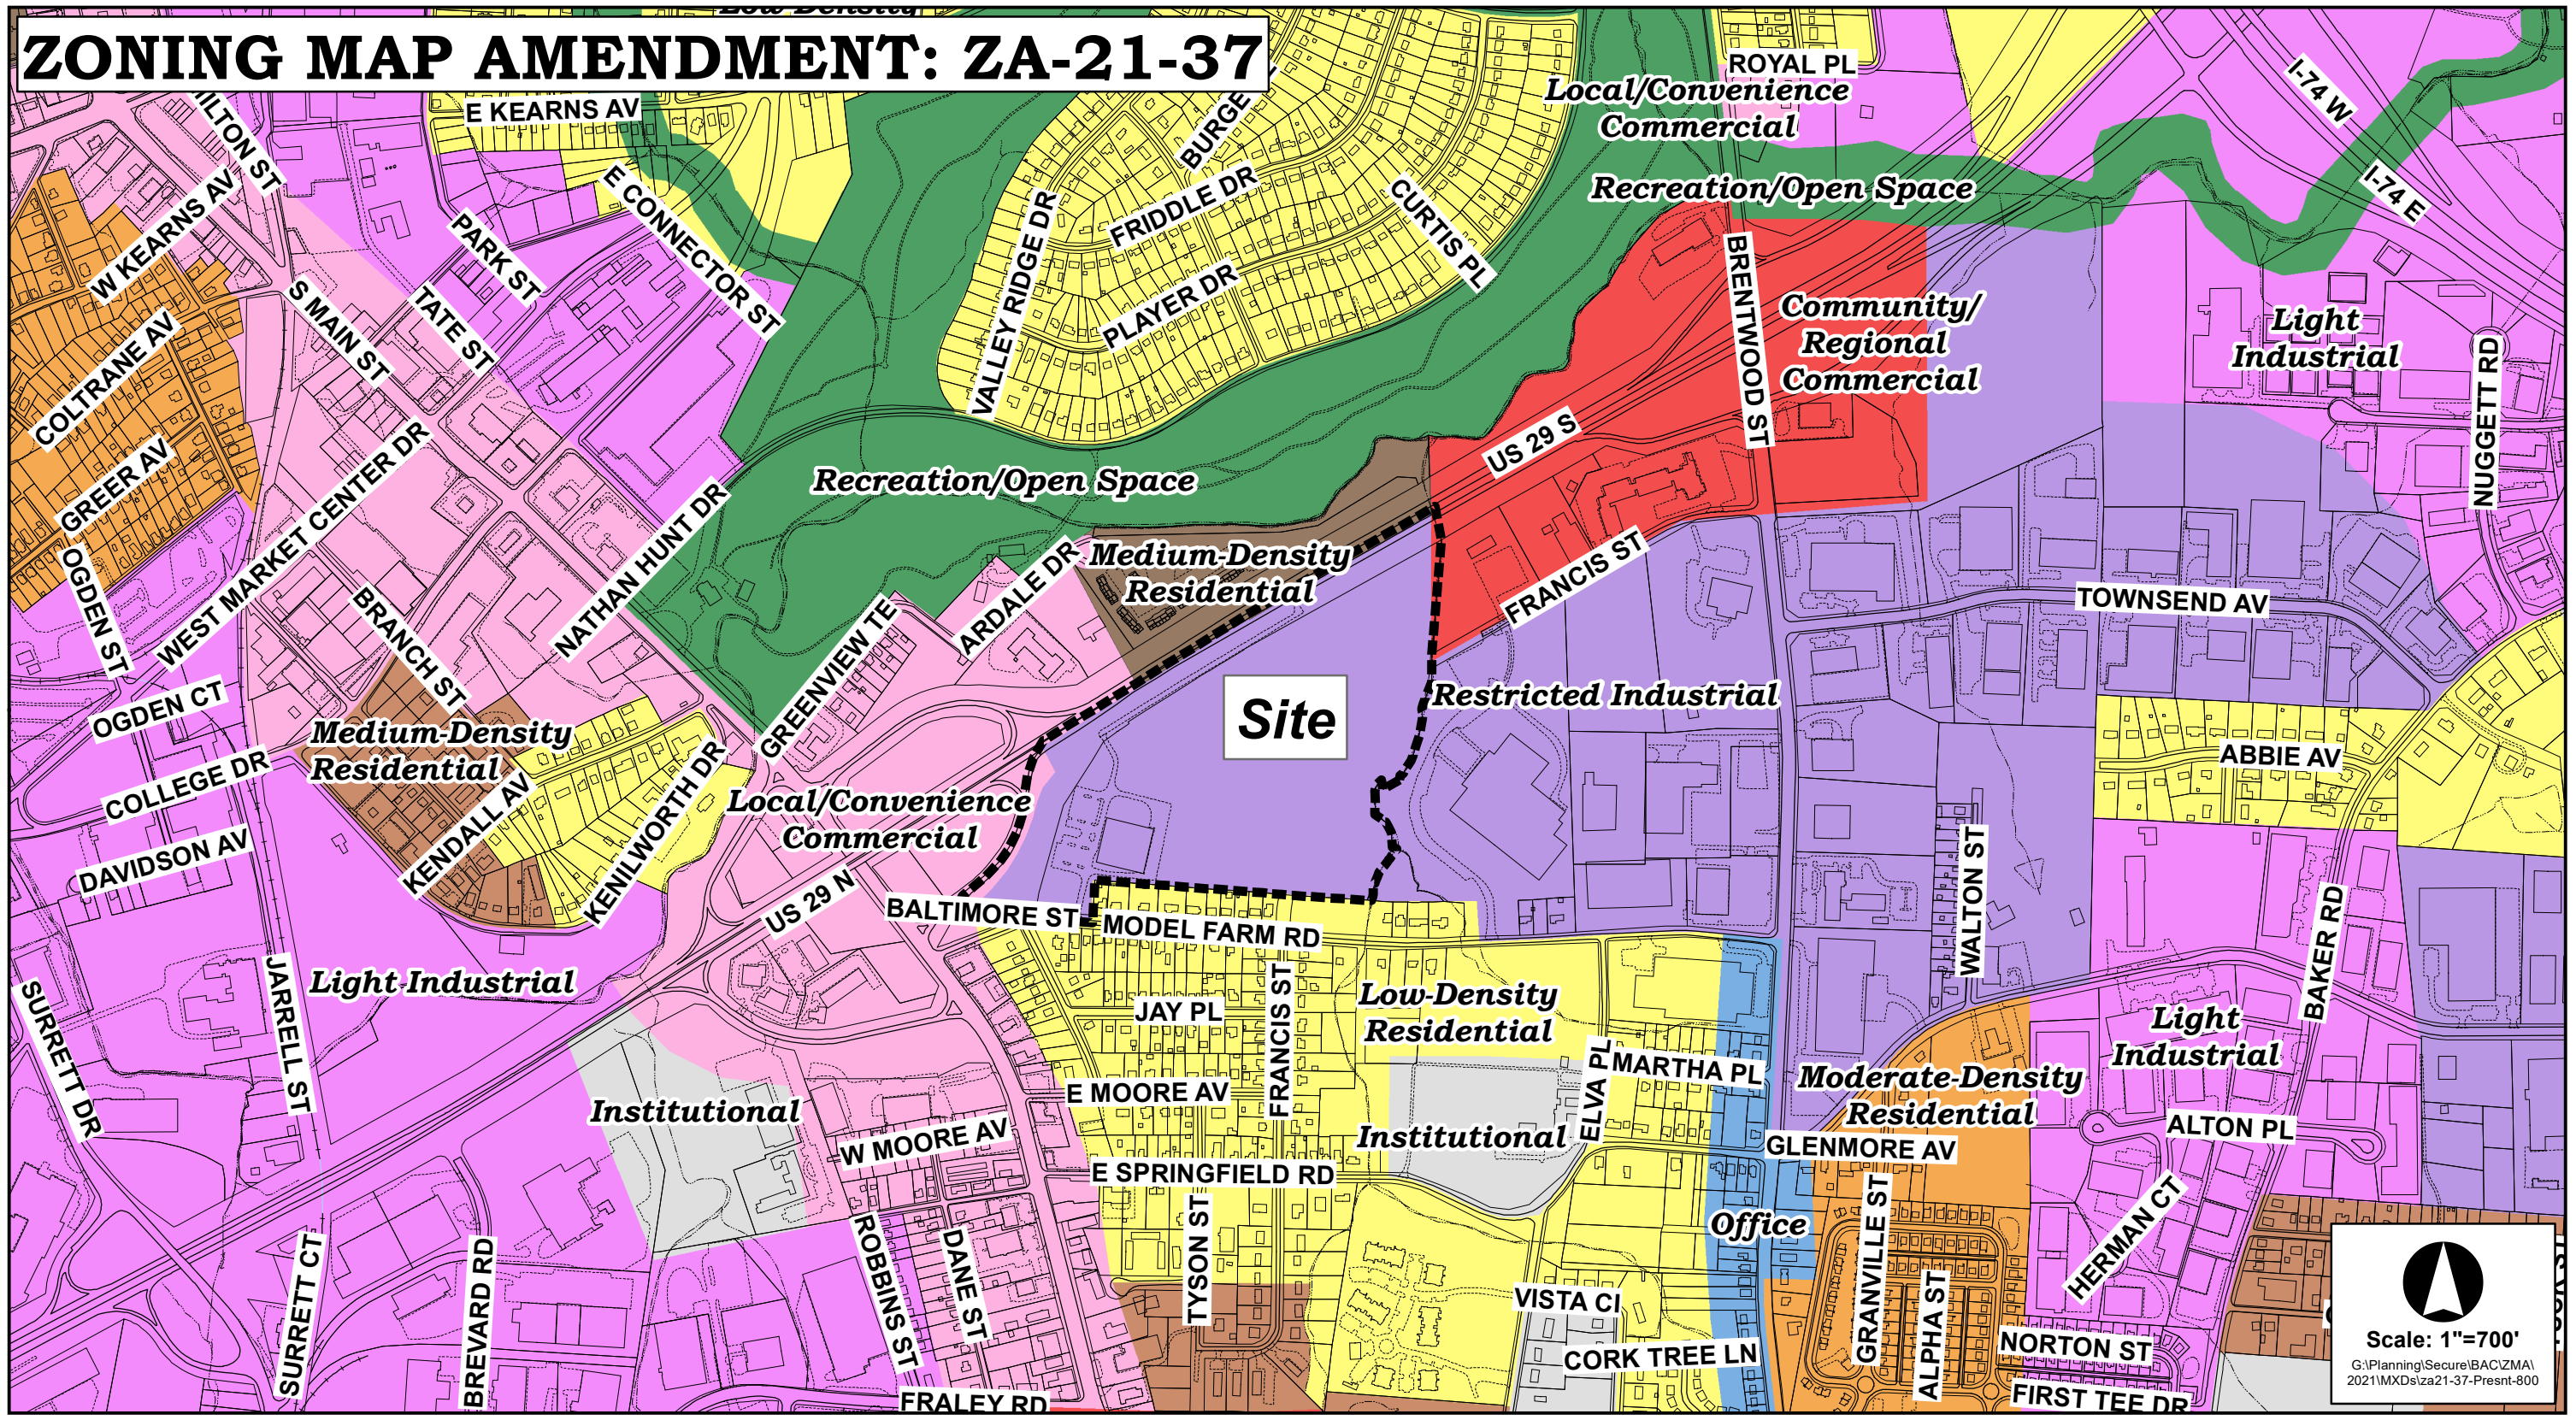 Low-Density
ZONING MAP AMENDMENT: ZA-21-37
ROYAL PL
I-74 W
Local/Convenience
Commercial
E KEARNS AV
W KEARNS AV
E CONNECTOR ST
FRIDDLE DR
CURTIS PL
Recreation/Open Space
I-74 E
PARK ST
VALLEY RIDGE DR
PLAYER DR
BRENTWOOD ST
Community/
Regional
Commercial
Light
Industrial
S MAIN ST
TATE ST
COLTRANE AV
NUGGETT RD
US 29 S
GREER AV
WEST MARKET CENTER DR
Recreation/Open Space
NATHAN HUNT DR
ARDALE DR
Medium-Density
Residential
FRANCIS ST
TOWNSEND AV
OGDEN ST
BRANCH ST
GREENVIEW TE
OGDEN CT
Site
Restricted Industrial
Medium-Density
Residential
COLLEGE DR
KENDALL AV
KENILWORTH DR
ABBIE AV
Local/Convenience
Commercial
DAVIDSON AV
US 29 N
WALTON ST
BALTIMORE ST
MODEL FARM RD
BAKER RD
Light Industrial
JARRELL ST
SURRETT DR
JAY PL
FRANCIS ST
Low-Density
Residential
Light
Industrial
ELVA PL
MARTHA PL
Moderate-Density
Residential
E MOORE AV
Institutional
W MOORE AV
Institutional
GLENMORE AV
ALTON PL
E SPRINGFIELD RD
TYSON ST
Office
GRANVILLE ST
HERMAN CT
ROBBINS ST
DANE ST
SURRETT CT
BREVARD RD
VISTA CI
ALPHA ST
CORK TREE LN
NORTON ST
FRALEY RD
FIRST TEE DR
Scale: 1"=700'
G:\Planning\Secure\BAC\ZMA\
2021\MXDs\za21-37-Presnt-800